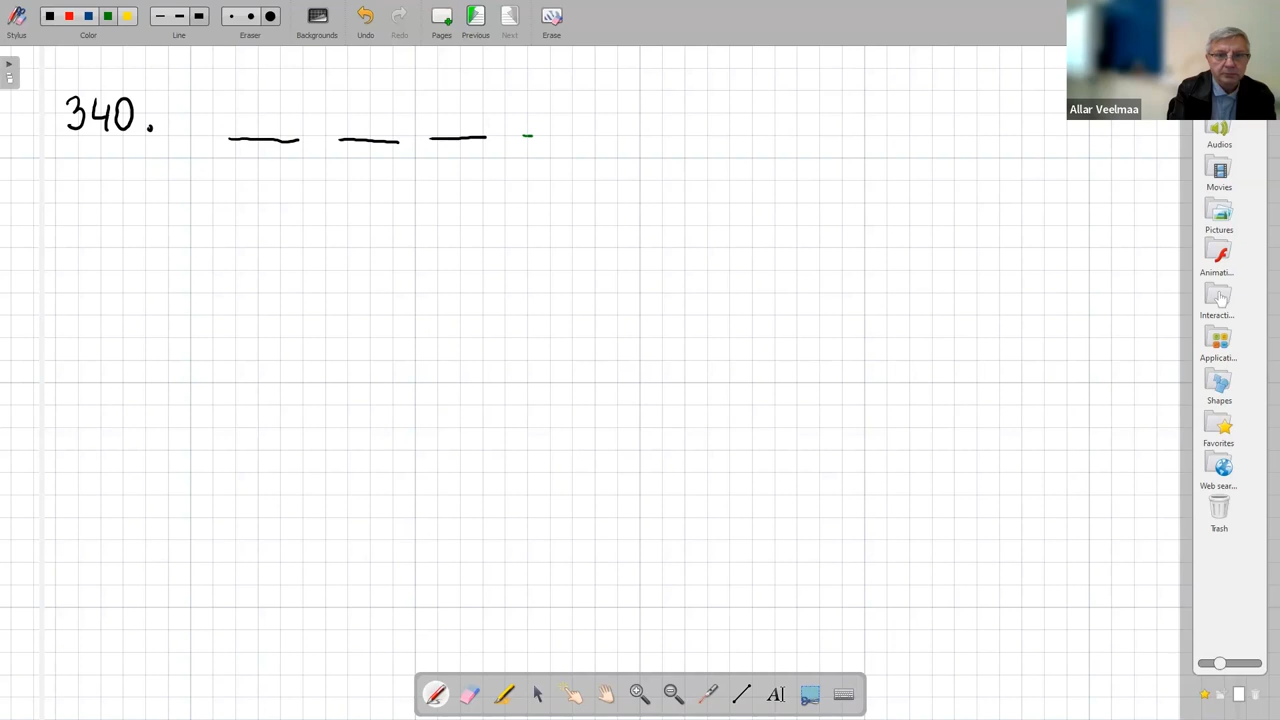 Stylus
Color
Line
Eraser
Backgrounds
Undo
Redo
Pages
Previous
Next
Erase
Allar Veelmaa
340.
Audios
Movies
Pictures
Animati...
Interacti...
Applicati...
Shapes
Favorites
Web sear...
Trash